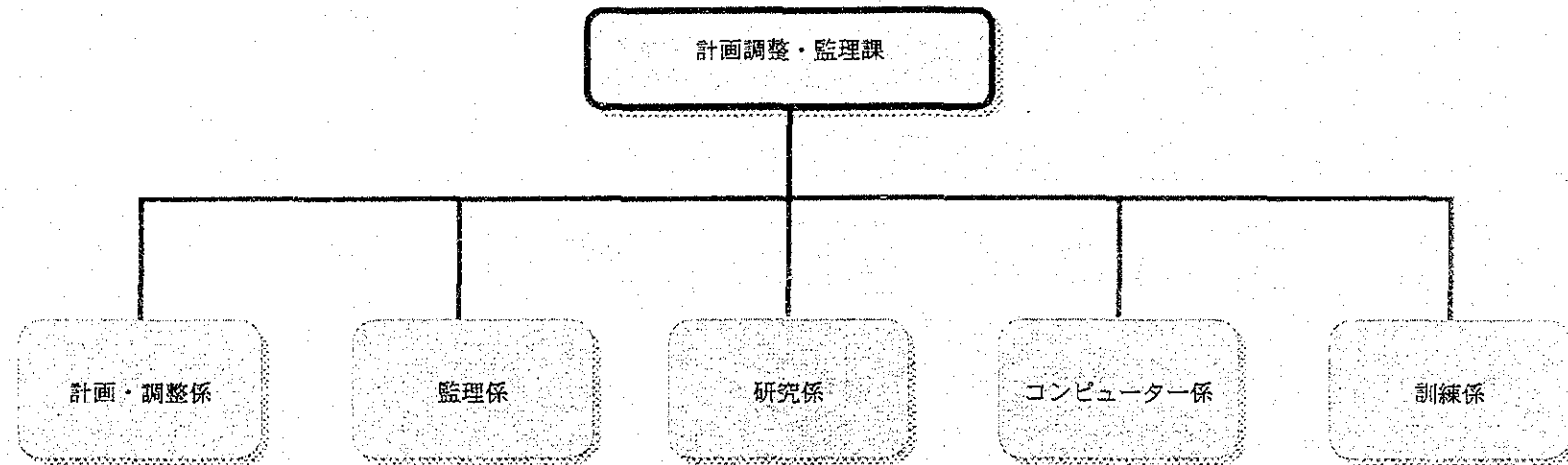 計画調整・監理課
計画・調整係
監理係
研究係
コンピューター係
訓練係